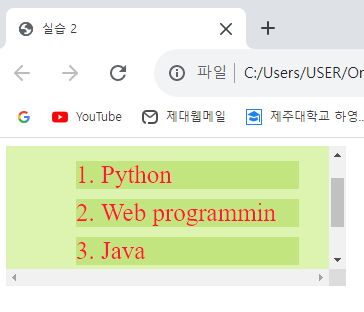 실습 2
파일
C:/Users/USER/Or
YouTube
제대웹메일
제주대학교 하영...
1. Python
2. Web programmin
3. Java